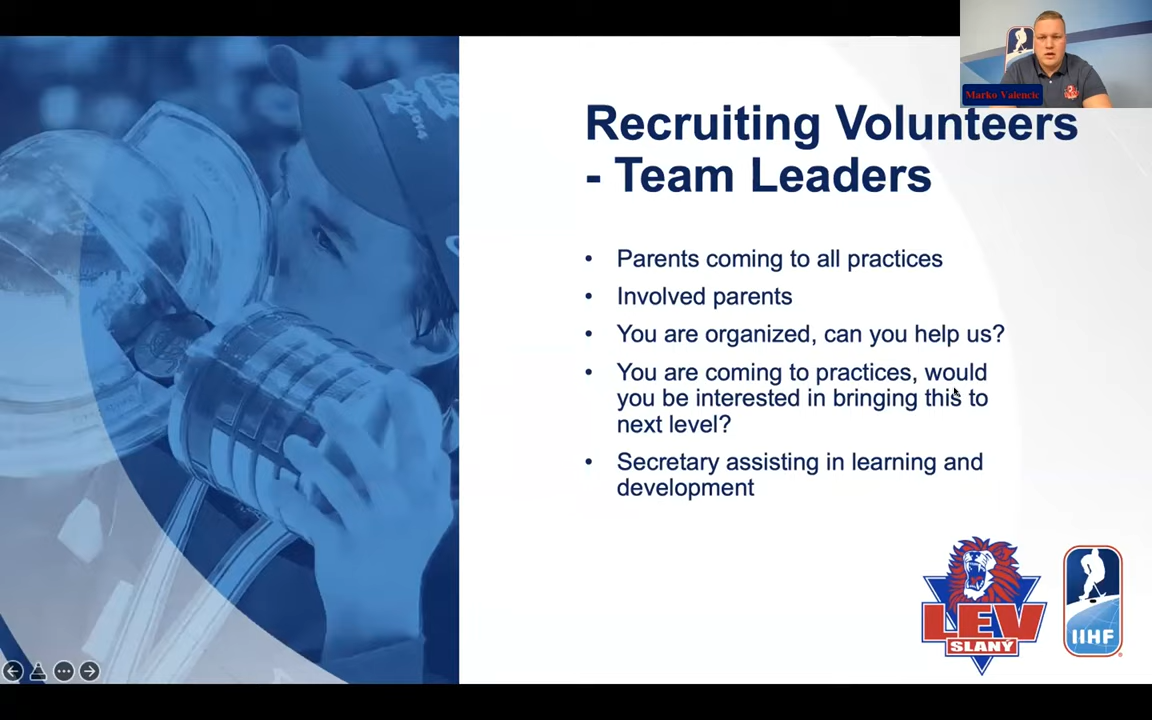 Marko Valencic
Recruiting Volunteers
- Team Leaders
• Parents coming to all practices
• Involved parents
• You are organized, can you help us?
• You are coming to practices, would
you be interested in bringing this to
next level?
• Secretary assisting in learning and
development
LEV
SLANÝ
IIHF
2014